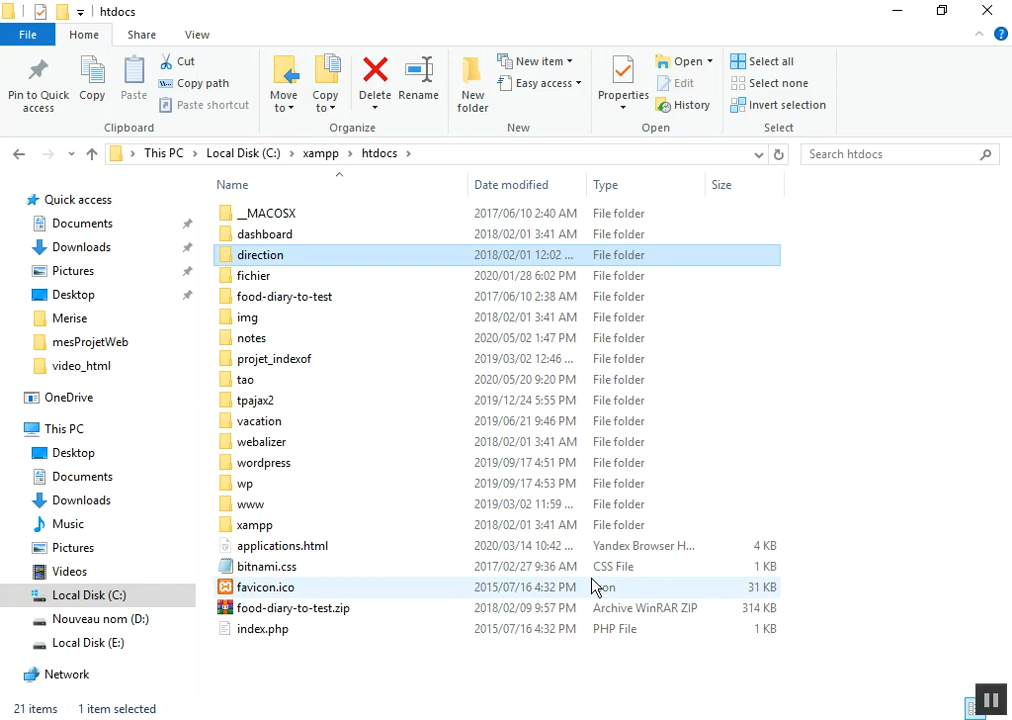 htdocs
File Home Share View
Pin to Quick access
Copy
Paste
Cut
Copy path
Paste shortcut
Clipboard
Move to
Copy to
Delete
Rename
Organize
New folder
New item
Easy access
New
Properties
Open
Edit
History
Open
Select all
Select none
Invert selection
Select
This PC > Local Disk (C:) > xampp > htdocs >
Search htdocs
Quick access
Documents
Downloads
Pictures
Desktop
Merise
mesProjetWeb
video_html
OneDrive
This PC
Desktop
Documents
Downloads
Music
Pictures
Videos
Local Disk (C:)
Nouveau nom (D:)
Local Disk (E:)
Network
Name Date modified Type Size
__MACOSX 2017/06/10 2:40 AM File folder
dashboard 2018/02/01 3:41 AM File folder
direction 2018/02/01 12:02 ... File folder
fichier 2020/01/28 6:02 PM File folder
food-diary-to-test 2017/06/10 2:38 AM File folder
img 2018/02/01 3:41 AM File folder
notes 2020/05/02 1:47 PM File folder
projet_indexof 2019/03/02 12:46 ... File folder
tao 2020/05/20 9:20 PM File folder
tpajax2 2019/12/24 5:55 PM File folder
vacation 2019/06/21 9:46 PM File folder
webalizer 2018/02/01 3:41 AM File folder
wordpress 2019/09/17 4:51 PM File folder
wp 2019/09/17 4:53 PM File folder
www 2019/03/02 11:59 ... File folder
xampp 2018/02/01 3:41 AM File folder
applications.html 2020/03/14 10:42 ... Yandex Browser H... 4 KB
bitnami.css 2017/02/27 9:36 AM CSS File 1 KB
favicon.ico 2015/07/16 4:32 PM 31 KB
food-diary-to-test.zip 2018/02/09 9:57 PM Archive WinRAR ZIP 314 KB
index.php 2015/07/16 4:32 PM PHP File 1 KB
21 items 1 item selected